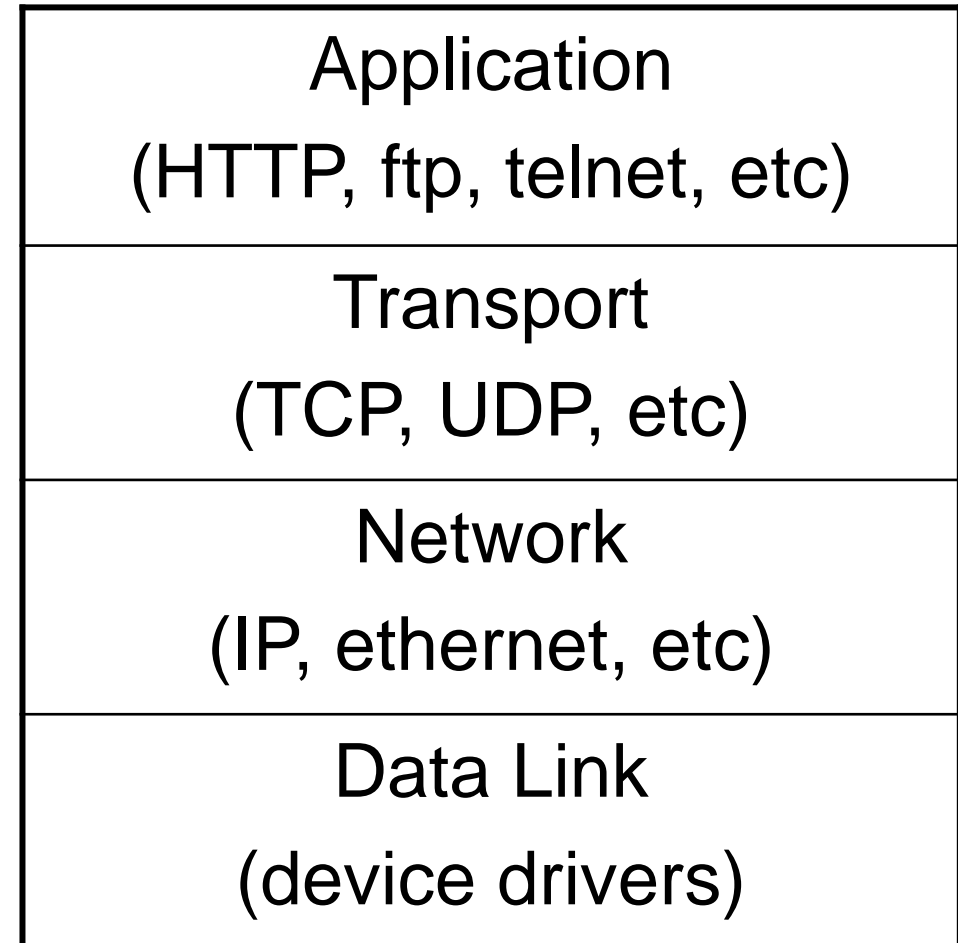 Application
(HTTP, ftp, telnet, etc)
Transport
(TCP, UDP, etc)
Network
(IP, ethernet, etc)
Data Link
(device drivers)